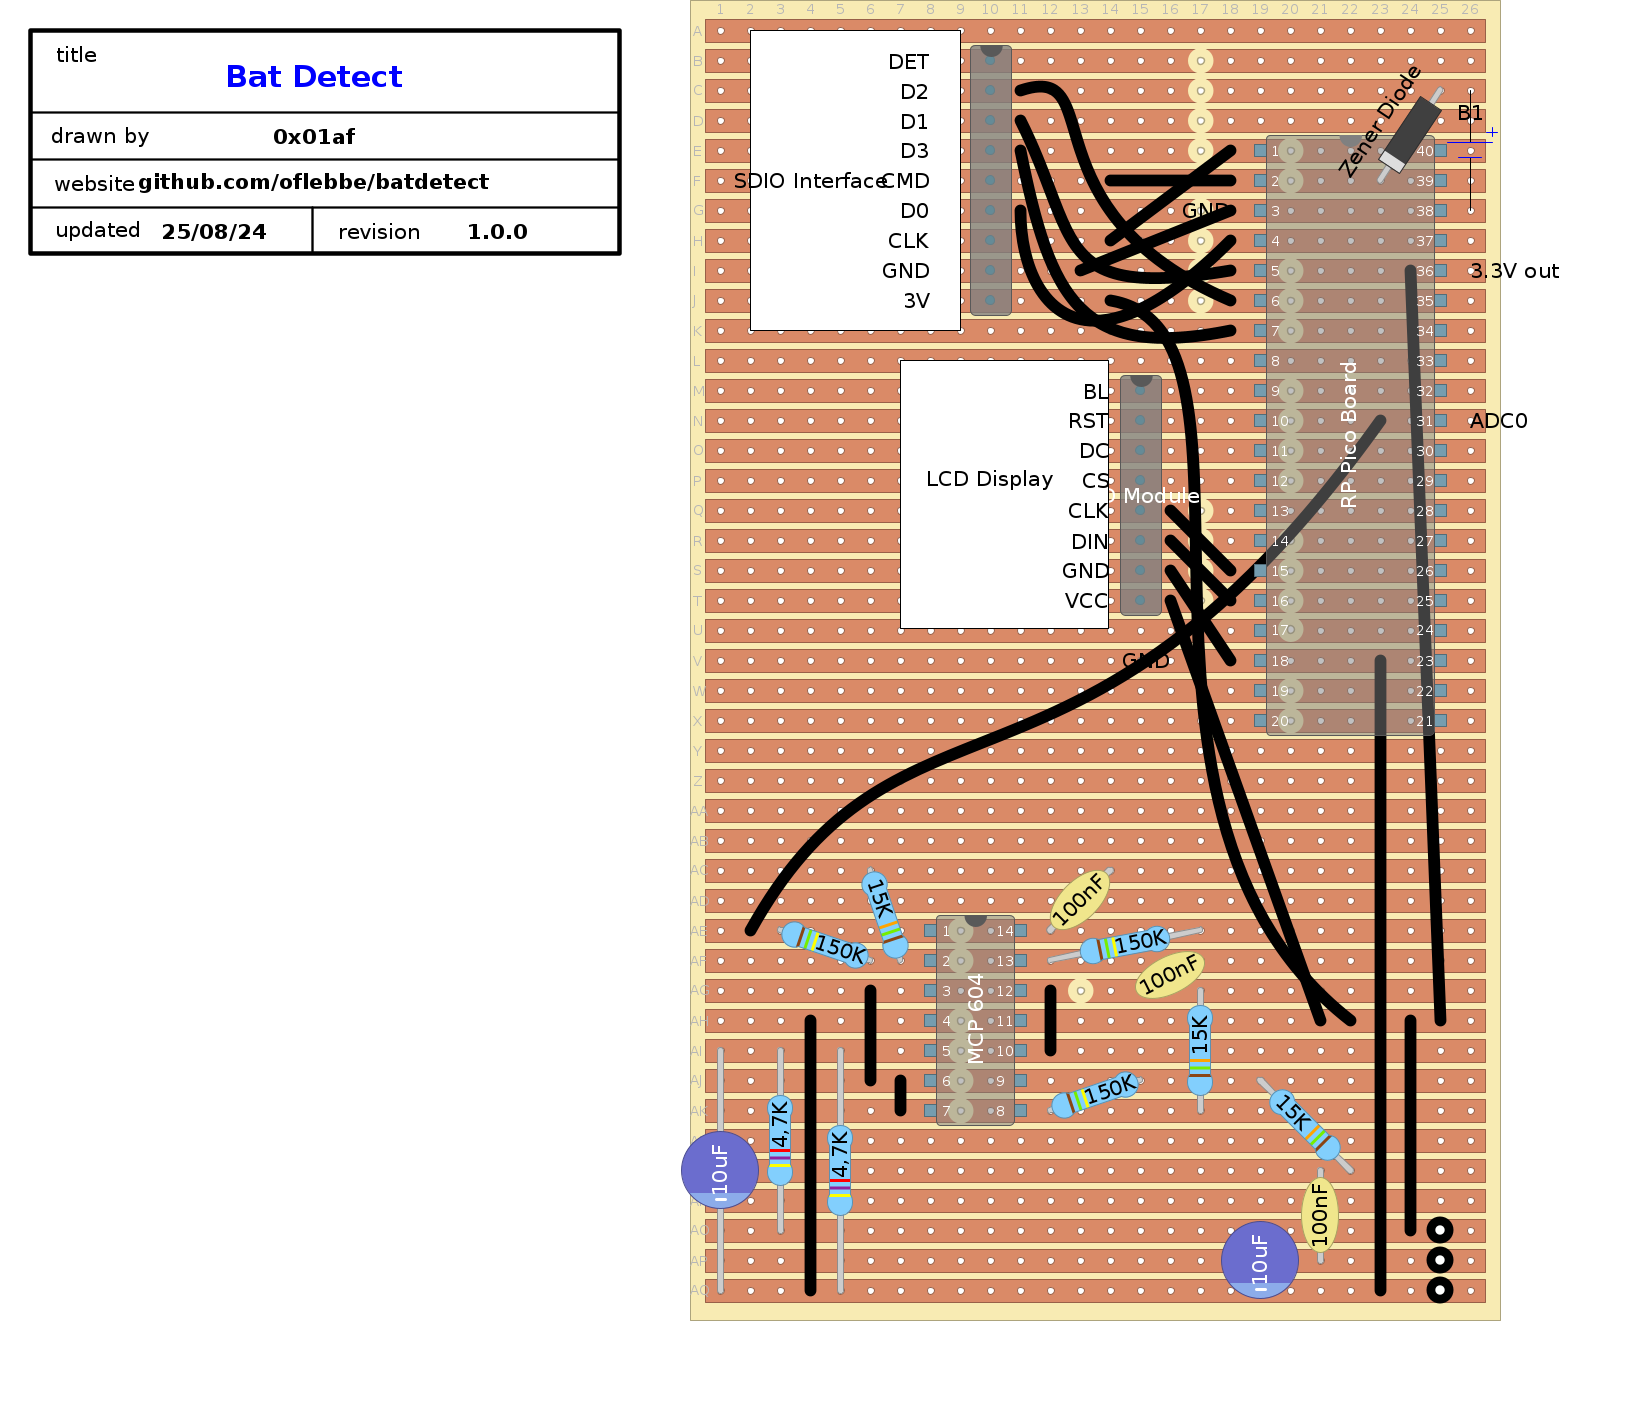 title
Bat Detect
drawn by 0x01af
website github.com/oflebbe/batdetect
updated 25/08/24 revision 1.0.0
1 2 3 4 5 6 7 8 9 10 11 12 13 14 15 16 17 18 19 20 21 22 23 24 25 26
A
B
C
D
E
F
G
H
I
J
K
L
M
N
O
P
Q
R
S
T
U
V
W
X
Y
Z
AA
AB
AC
AD
AE
AF
AG
AH
AI
AJ
AK
AO
AP
AQ
SDIO Interface
DET
D2
D1
D3
CMD
D0
CLK
GND
3V
LCD Display
BL
RST
DC
CS
CLK
DIN
GND
VCC
Module
GND
GND
Zener Diode
B1
+
3.3V out
ADC0
RP Pico Board
1 40
2 39
3 38
4 37
5 36
6 35
7 34
8 33
9 32
10 31
11 30
12 29
13 28
14 27
15 26
16 25
17 24
18 23
19 22
20 21
15K
150K
100nF
150K
100nF
MCP 604
1 14
2 13
3 12
4 11
5 10
6 9
7 8
15K
150K
15K
4,7K
4,7K
10uF
100nF
10uF